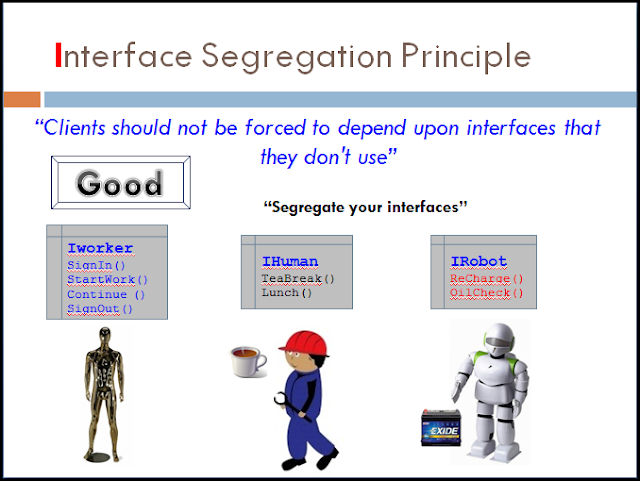 Interface Segregation Principle
“Clients should not be forced to depend upon interfaces that
they don't use”
Good
“Segregate your interfaces”
Iworker
SignIn()
StartWork()
Continue ()
SignOut()
IHuman
TeaBreak()
Lunch()
IRobot
ReCharge()
OilCheck()
EXIDE